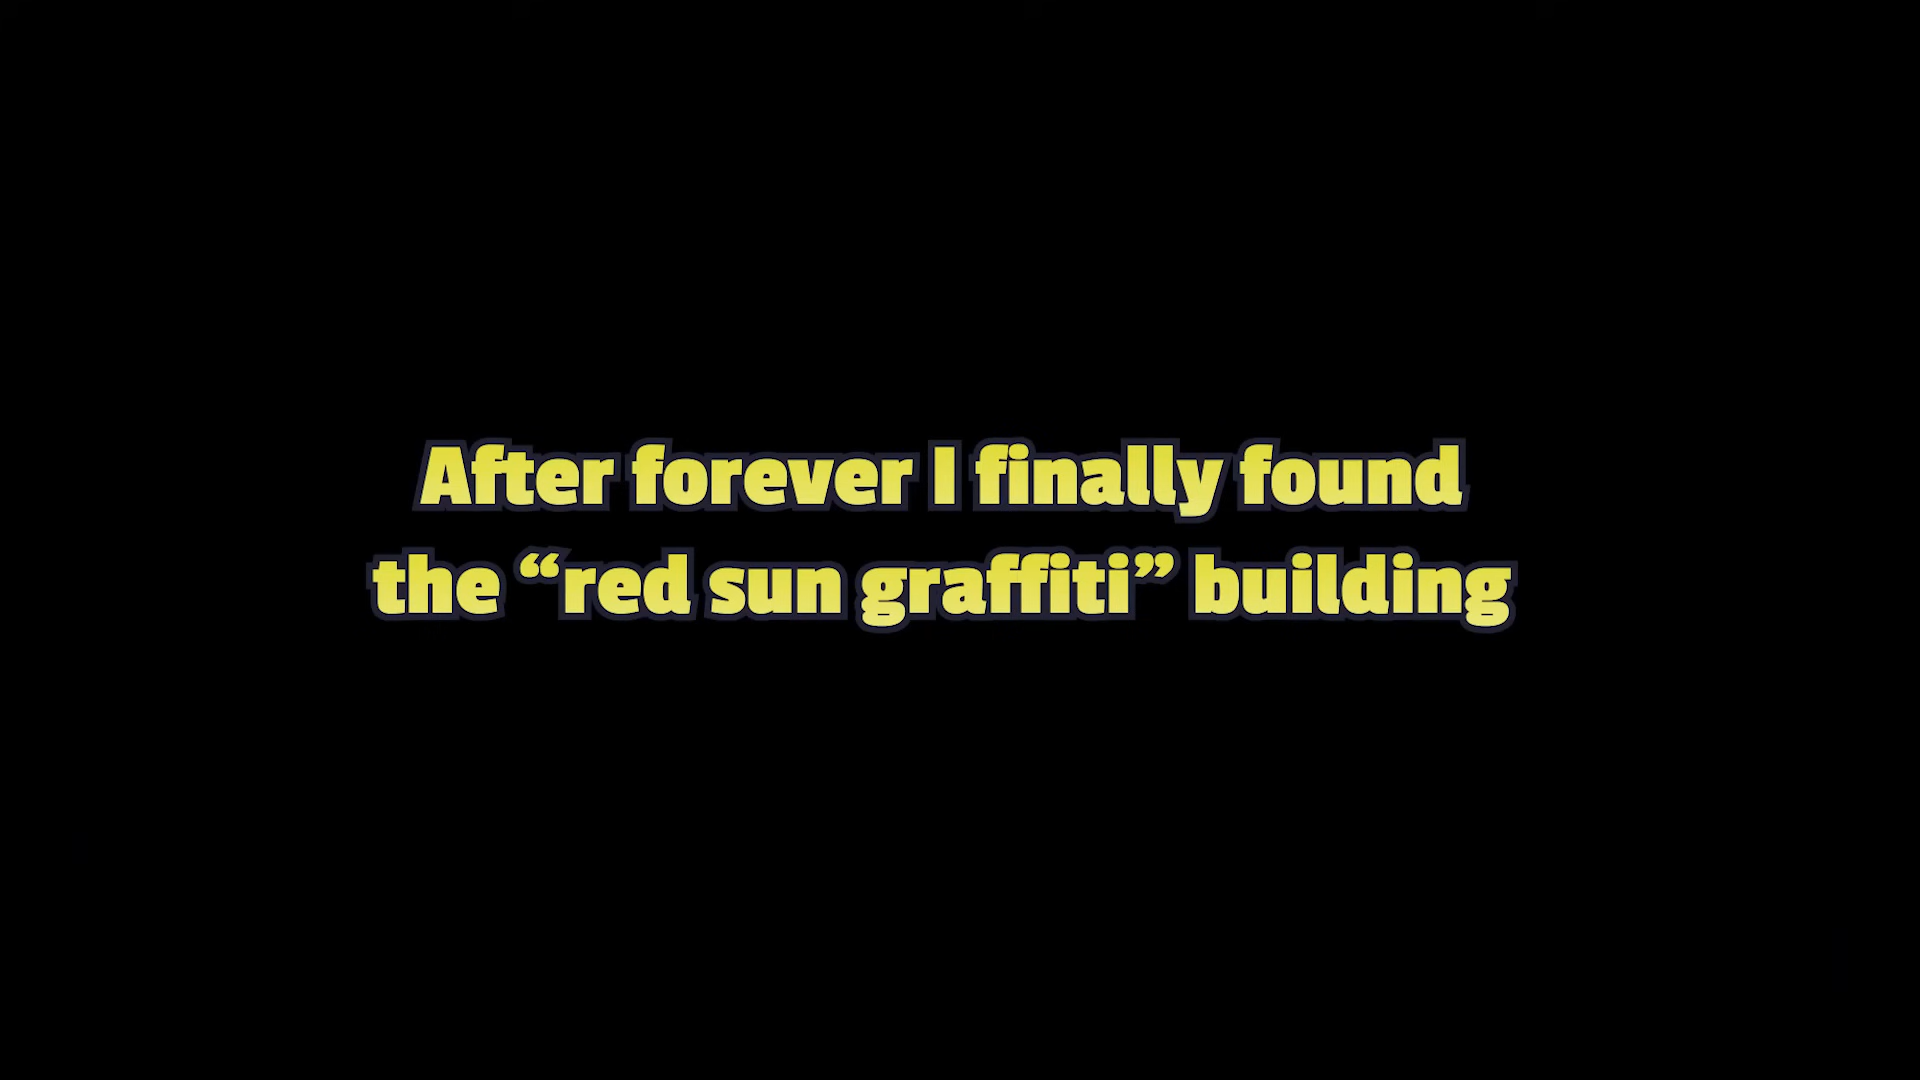 After forever I finally found
the “red sun graffiti” building